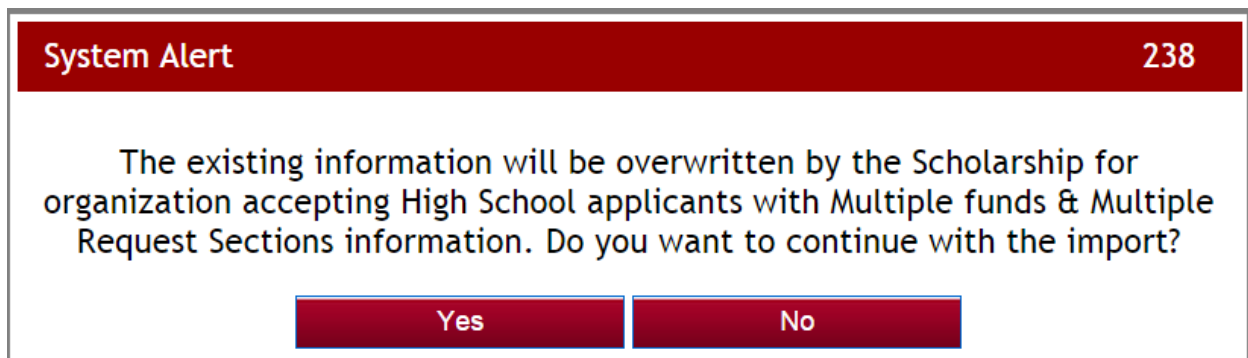 System Alert 238
The existing information will be overwritten by the Scholarship for
organization accepting High School applicants with Multiple funds & Multiple
Request Sections information. Do you want to continue with the import?
Yes No